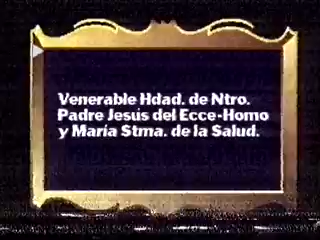 Venerable Hdad. de Ntro.
Padre Jesús del Ecce-Homo
y María Stma. de la Salud.